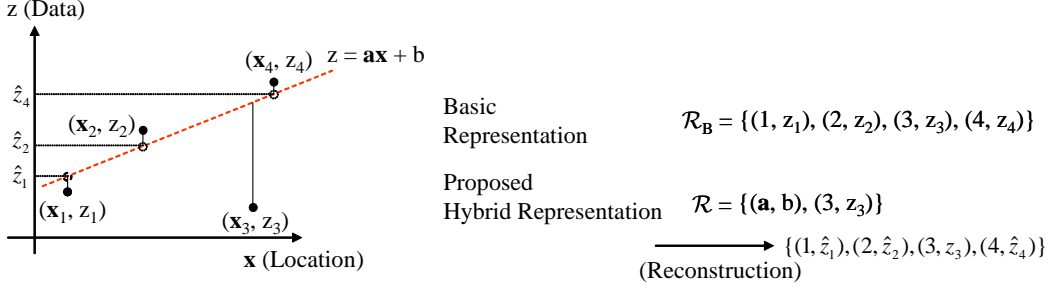 z (Data)
(x₄, z₄)
z = ax + b
ẑ₄
(x₂, z₂)
ẑ₂
ẑ₁
(x₁, z₁)
(x₃, z₃)
x (Location)
Basic
Representation
R_B = {(1, z₁), (2, z₂), (3, z₃), (4, z₄)}
Proposed
Hybrid Representation
R = {(a, b), (3, z₃)}
(Reconstruction)
{(1, ẑ₁), (2, ẑ₂), (3, z₃), (4, ẑ₄)}